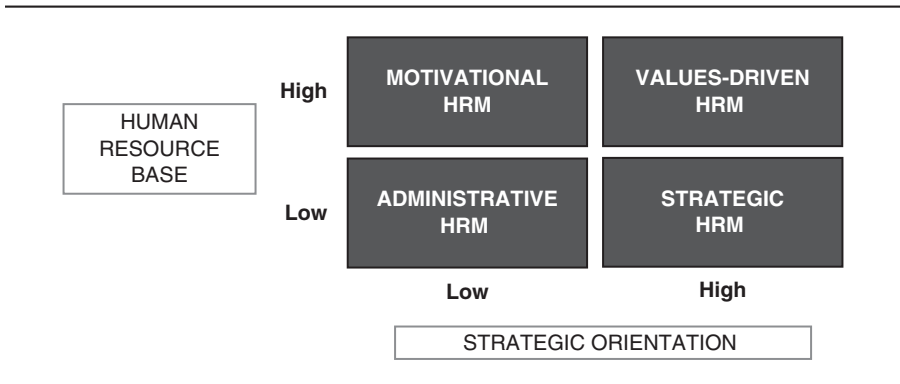 MOTIVATIONAL
HRM
VALUES-DRIVEN
HRM
High
HUMAN
RESOURCE
BASE
ADMINISTRATIVE
HRM
STRATEGIC
HRM
Low
Low
High
STRATEGIC ORIENTATION